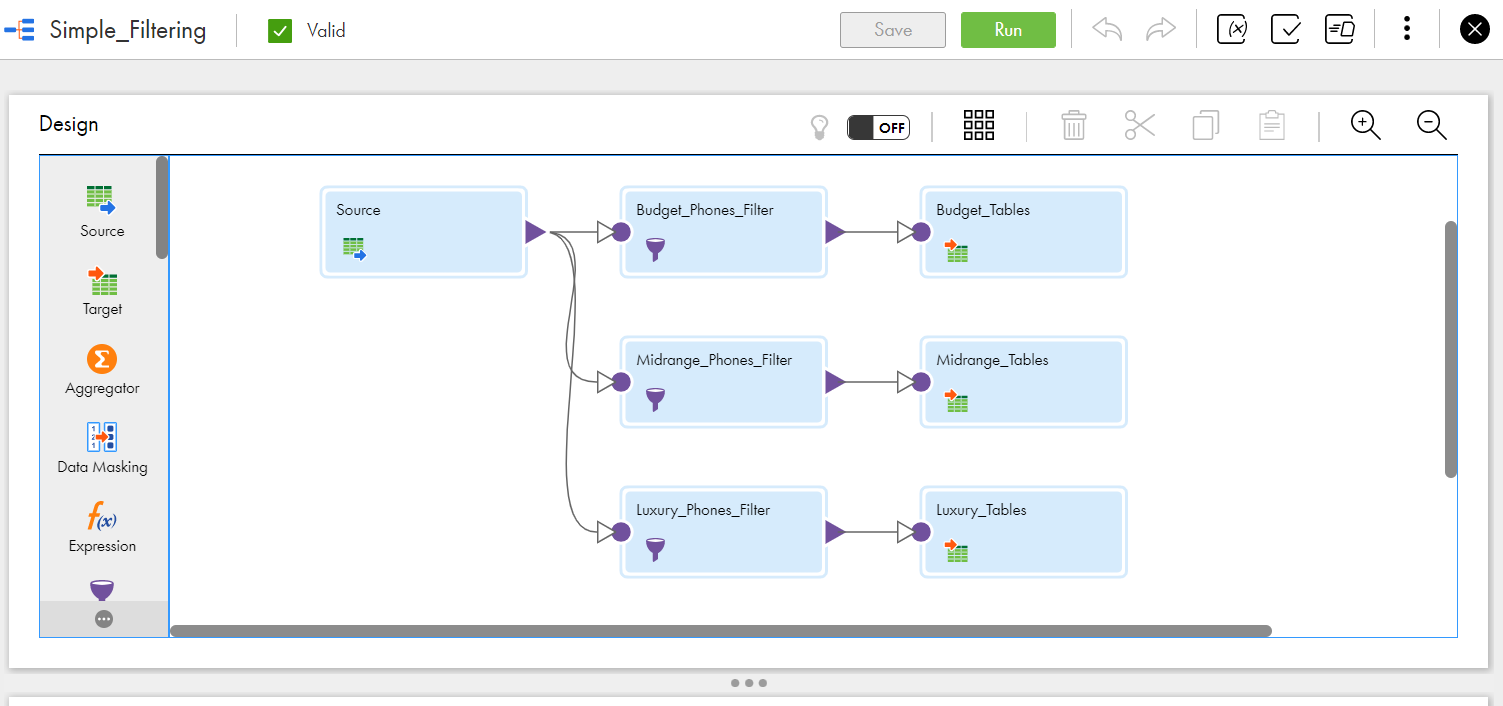 Simple_Filtering
Valid
Save
Run
(x)
Design
OFF
Source
Target
Aggregator
Data Masking
f(x)
Expression
Source
Budget_Phones_Filter
Budget_Tables
Midrange_Phones_Filter
Midrange_Tables
Luxury_Phones_Filter
Luxury_Tables